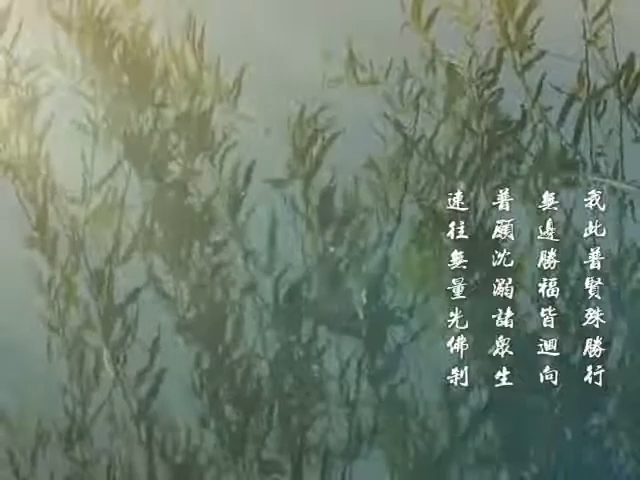 我此普賢殊勝行
無邊勝福皆迴向
普願沈溺諸眾生
速往無量光佛剎